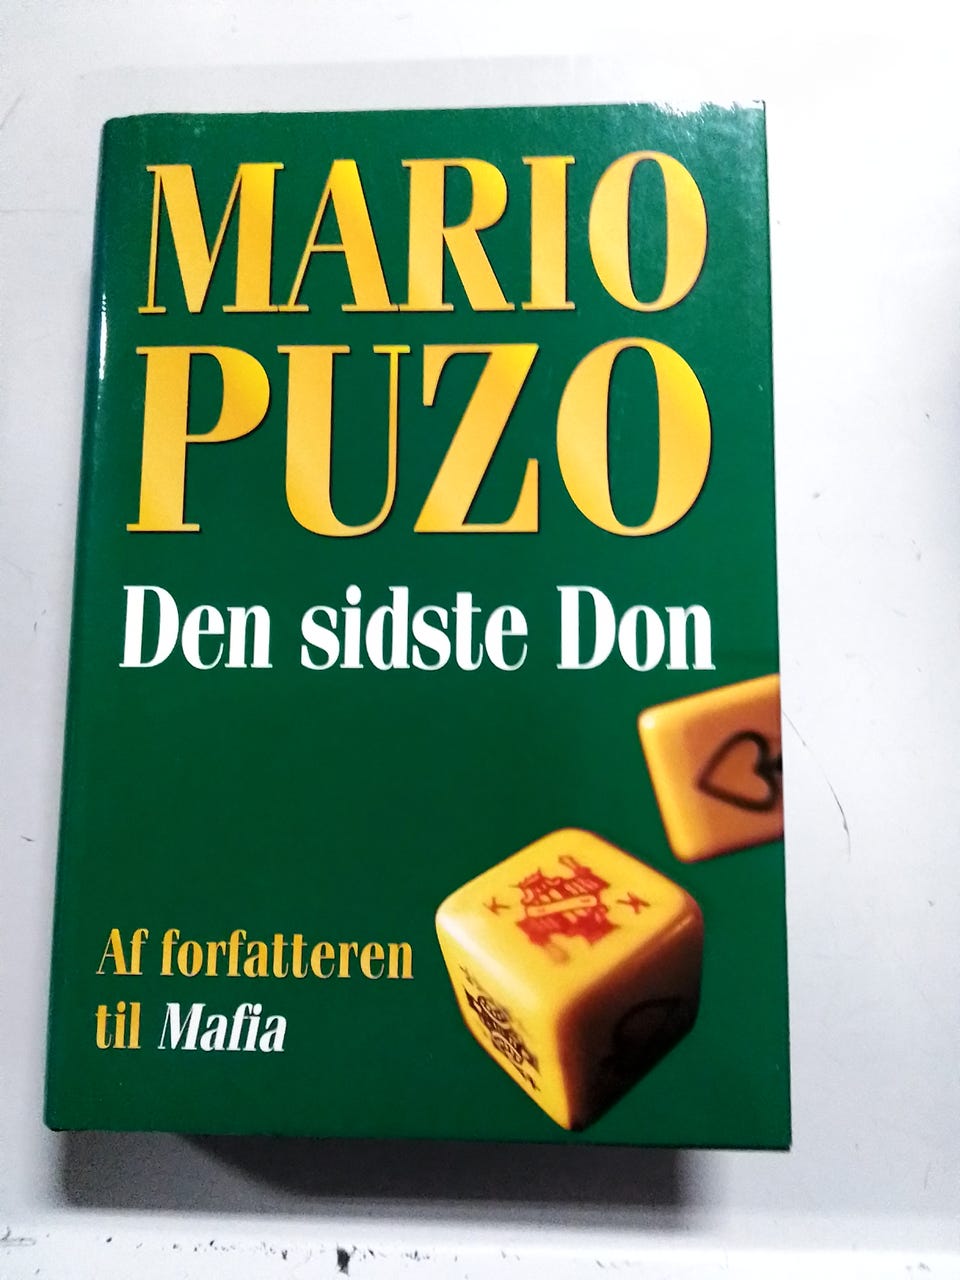 MARIO
PUZO
Den sidste Don
Af forfatteren
til Mafia
K K